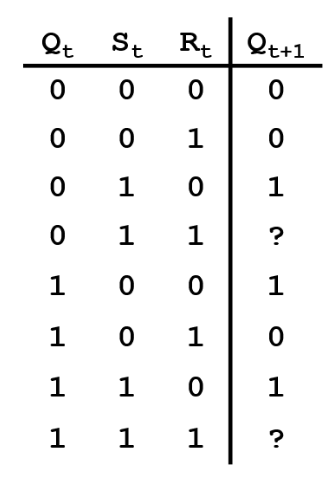 Qt St Rt Qt+1
0 0 0 0
0 0 1 0
0 1 0 1
0 1 1 ?
1 0 0 1
1 0 1 0
1 1 0 1
1 1 1 ?